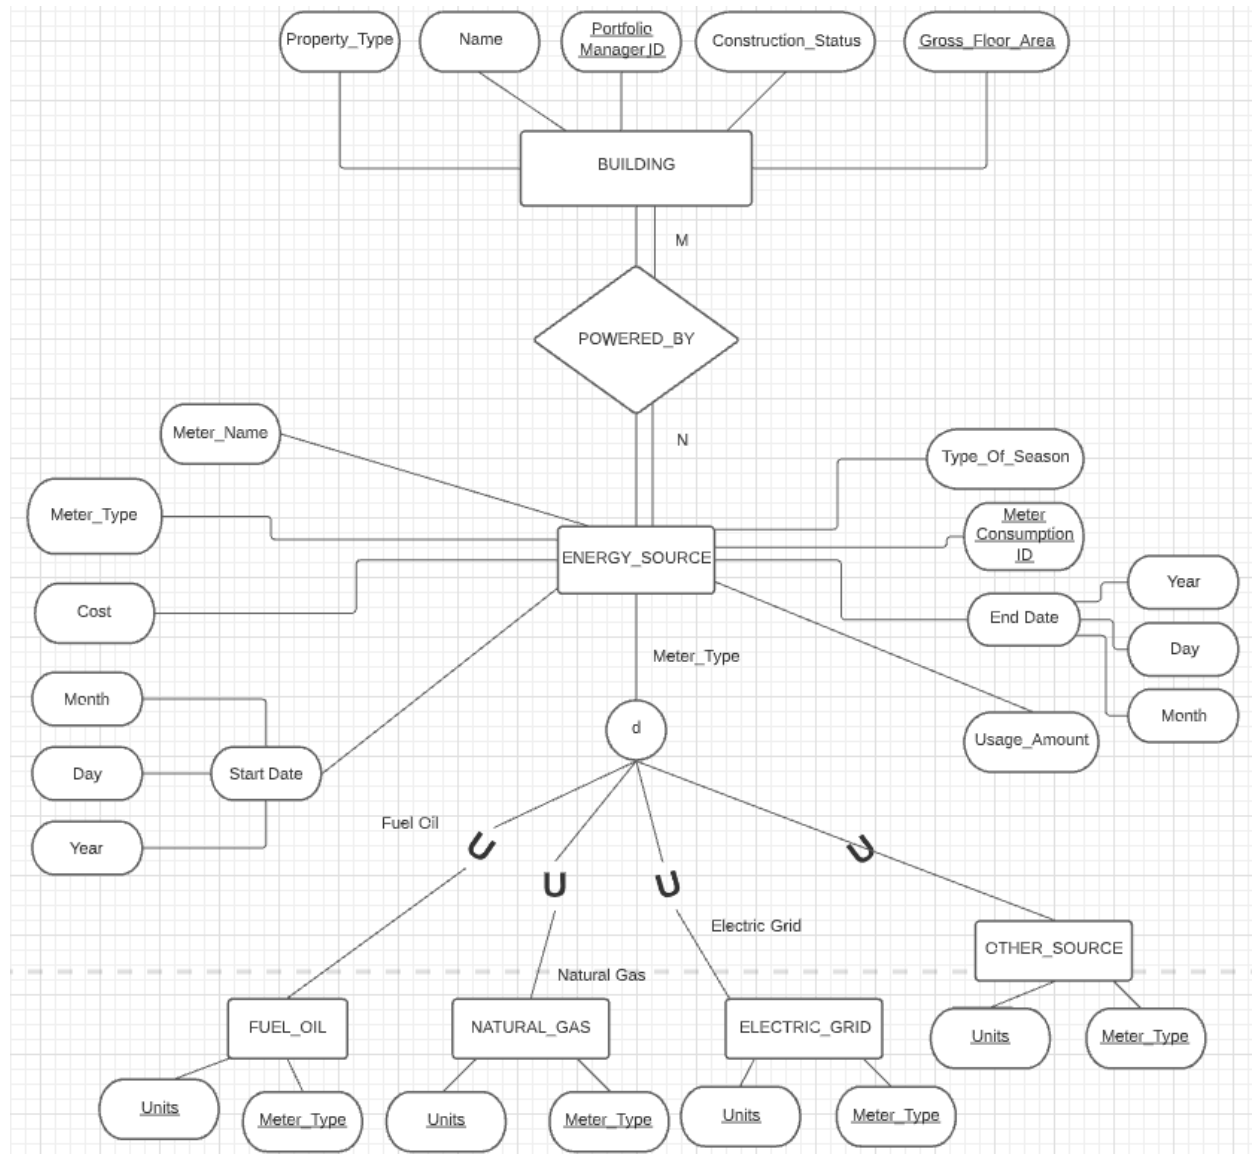 Property_Type
Name
Portfolio
Manager ID
Construction_Status
Gross_Floor_Area
BUILDING
M
POWERED_BY
N
Meter_Name
Type_Of_Season
Meter_Type
Meter
Consumption
ID
ENERGY_SOURCE
Year
Cost
End Date
Day
Meter_Type
Month
Month
d
Usage_Amount
Day
Start Date
Fuel Oil
Year
U
U
U
U
Electric Grid
OTHER_SOURCE
Natural Gas
FUEL_OIL
NATURAL_GAS
ELECTRIC_GRID
Units
Meter_Type
Units
Meter_Type
Units
Meter_Type
Units
Meter_Type